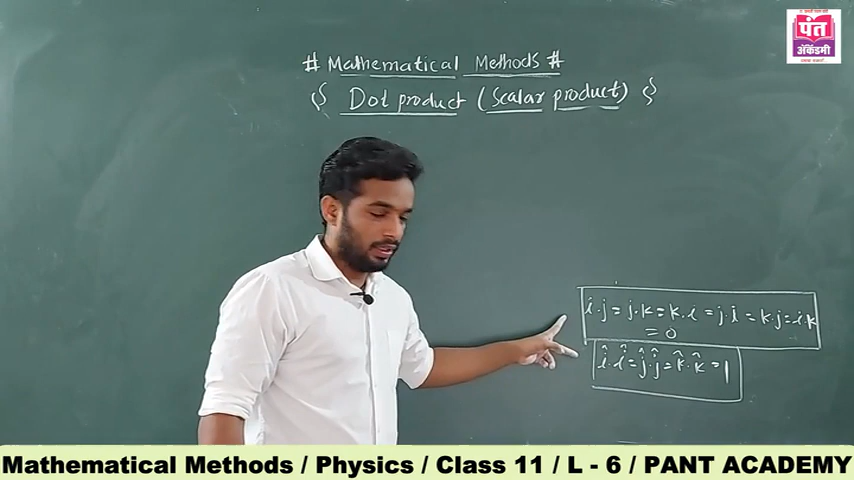 पंत
अ‍ॅकॅडमी
# Mathematical Methods #
{ Dot product (Scalar product) }
i.j = j.k = k.i = j.i = k.j = i.k
= 0
î.î = ĵ.ĵ = k̂.k̂ = 1
Mathematical Methods / Physics / Class 11 / L - 6 / PANT ACADEMY